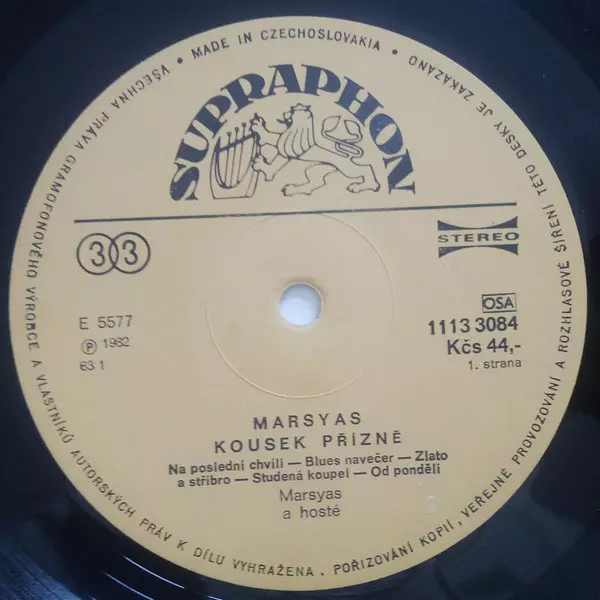 VŠECHNA PRÁVA GRAMOFONOVÉHO VÝROBCE A VLASTNÍKŮ AUTORSKÝCH PRÁV K DÍLU VYHRAŽENA . POŘIZOVÁNÍ KOPIÍ, VEŘEJNÉ PROVOZOVÁNÍ A ROZHLASOVÉ ŠÍŘENÍ TÉTO DESKY JE ZAKÁZÁNO • MADE IN CZECHOSLOVAKIA •
SUPRAPHON
33
STEREO
E 5577
Ⓟ 1982
63 1
OSA
1113 3084
Kčs 44,-
1. strana
MARSYAS
KOUSEK PŘÍZNĚ
Na poslední chvíli — Blues navečer — Zlato
a stříbro — Studená koupel — Od pondělí
Marsyas
a hosté